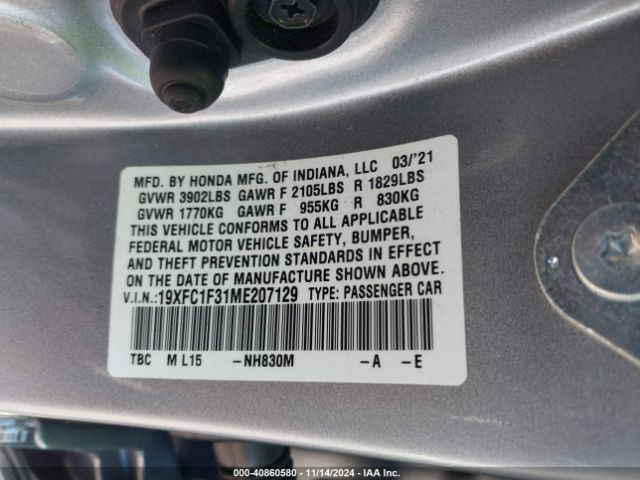 MFD. BY HONDA MFG. OF INDIANA, LLC 03/'21
GVWR 3902LBS GAWR F 2105LBS R 1829LBS
GVWR 1770KG GAWR F 955KG R 830KG
THIS VEHICLE CONFORMS TO ALL APPLICABLE
FEDERAL MOTOR VEHICLE SAFETY, BUMPER,
AND THEFT PREVENTION STANDARDS IN EFFECT
ON THE DATE OF MANUFACTURE SHOWN ABOVE.
V.I.N.:19XFC1F31ME207129 TYPE: PASSENGER CAR
TBC M L15 -NH830M -A -E
00-40860580 - 11/14/2024 - IAA Inc.